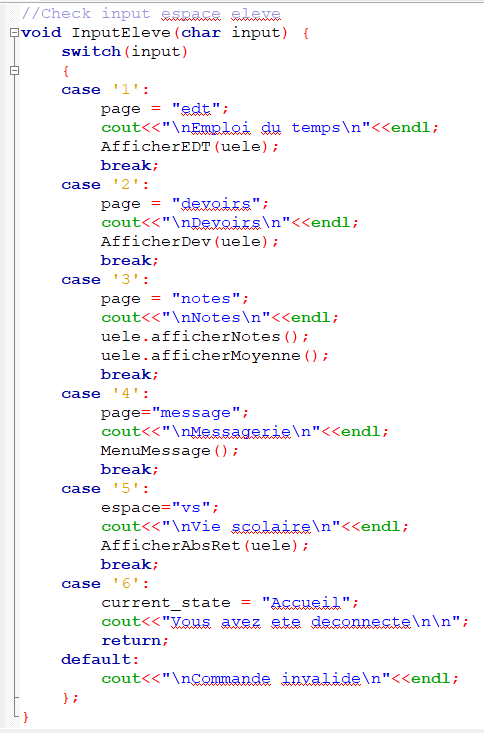 //Check input espace eleve
void InputEleve(char input) {
switch(input)
{
case '1':
page = "edt";
cout<<"\nEmploi du temps\n"<<endl;
AfficherEDT(uele);
break;
case '2':
page = "devoirs";
cout<<"\nDevoirs\n"<<endl;
AfficherDev(uele);
break;
case '3':
page = "notes";
cout<<"\nNotes\n"<<endl;
uele.afficherNotes();
uele.afficherMoyenne();
break;
case '4':
page="message";
cout<<"\nMessagerie\n"<<endl;
MenuMessage();
break;
case '5':
espace="vs";
cout<<"\nVie scolaire\n"<<endl;
AfficherAbsRet(uele);
break;
case '6':
current_state = "Accueil";
cout<<"Vous avez ete deconnecte\n\n";
return;
default:
cout<<"\nCommande invalide\n"<<endl;
};
}